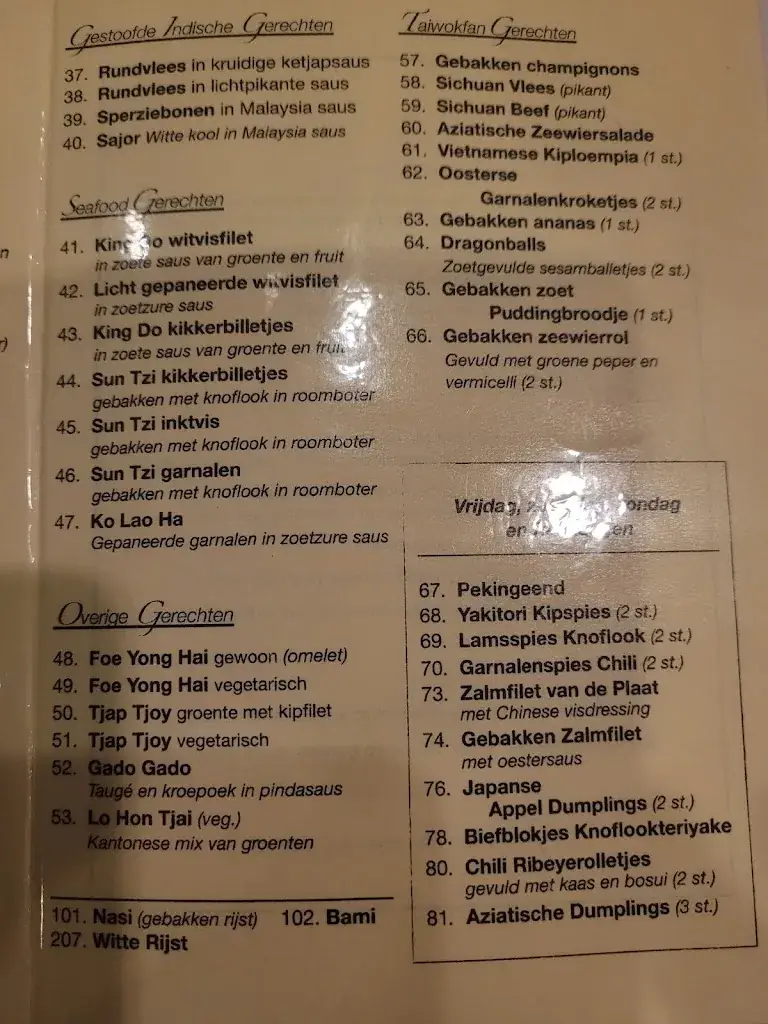 Gestoofde Indische Gerechten
37. Rundvlees in kruidige ketjapsaus
38. Rundvlees in lichtpikante saus
39. Sperziebonen in Malaysia saus
40. Sajor Witte kool in Malaysia saus
Seafood Gerechten
41. King Do witvisfilet
in zoete saus van groente en fruit
42. Licht gepaneerde witvisfilet
in zoetzure saus
43. King Do kikkerbilletjes
in zoete saus van groente en fruit
44. Sun Tzi kikkerbilletjes
gebakken met knoflook in roomboter
45. Sun Tzi inktvis
gebakken met knoflook in roomboter
46. Sun Tzi garnalen
gebakken met knoflook in roomboter
47. Ko Lao Ha
Gepaneerde garnalen in zoetzure saus
Overige Gerechten
48. Foe Yong Hai gewoon (omelet)
49. Foe Yong Hai vegetarisch
50. Tjap Tjoy groente met kipfilet
51. Tjap Tjoy vegetarisch
52. Gado Gado
Taugé en kroepoek in pindasaus
53. Lo Hon Tjai (veg.)
Kantonese mix van groenten
101. Nasi (gebakken rijst) 102. Bami
207. Witte Rijst
Taiwokfan Gerechten
57. Gebakken champignons
58. Sichuan Vlees (pikant)
59. Sichuan Beef (pikant)
60. Aziatische Zeewiersalade
61. Vietnamese Kiploempia (1 st.)
62. Oosterse
Garnalenkroketjes (2 st.)
63. Gebakken ananas (1 st.)
64. Dragonballs
Zoetgevulde sesamballetjes (2 st.)
65. Gebakken zoet
Puddingbroodje (1 st.)
66. Gebakken zeewierrol
Gevuld met groene peper en
vermicelli (2 st.)
Vrijdag,
en
67. Pekingeend
68. Yakitori Kipspies (2 st.)
69. Lamsspies Knoflook (2 st.)
70. Garnalenspies Chili (2 st.)
73. Zalmfilet van de Plaat
met Chinese visdressing
74. Gebakken Zalmfilet
met oestersaus
76. Japanse
Appel Dumplings (2 st.)
78. Biefblokjes Knoflookteriyake
80. Chili Ribeyerolletjes
gevuld met kaas en bosui (2 st.)
81. Aziatische Dumplings (3 st.)